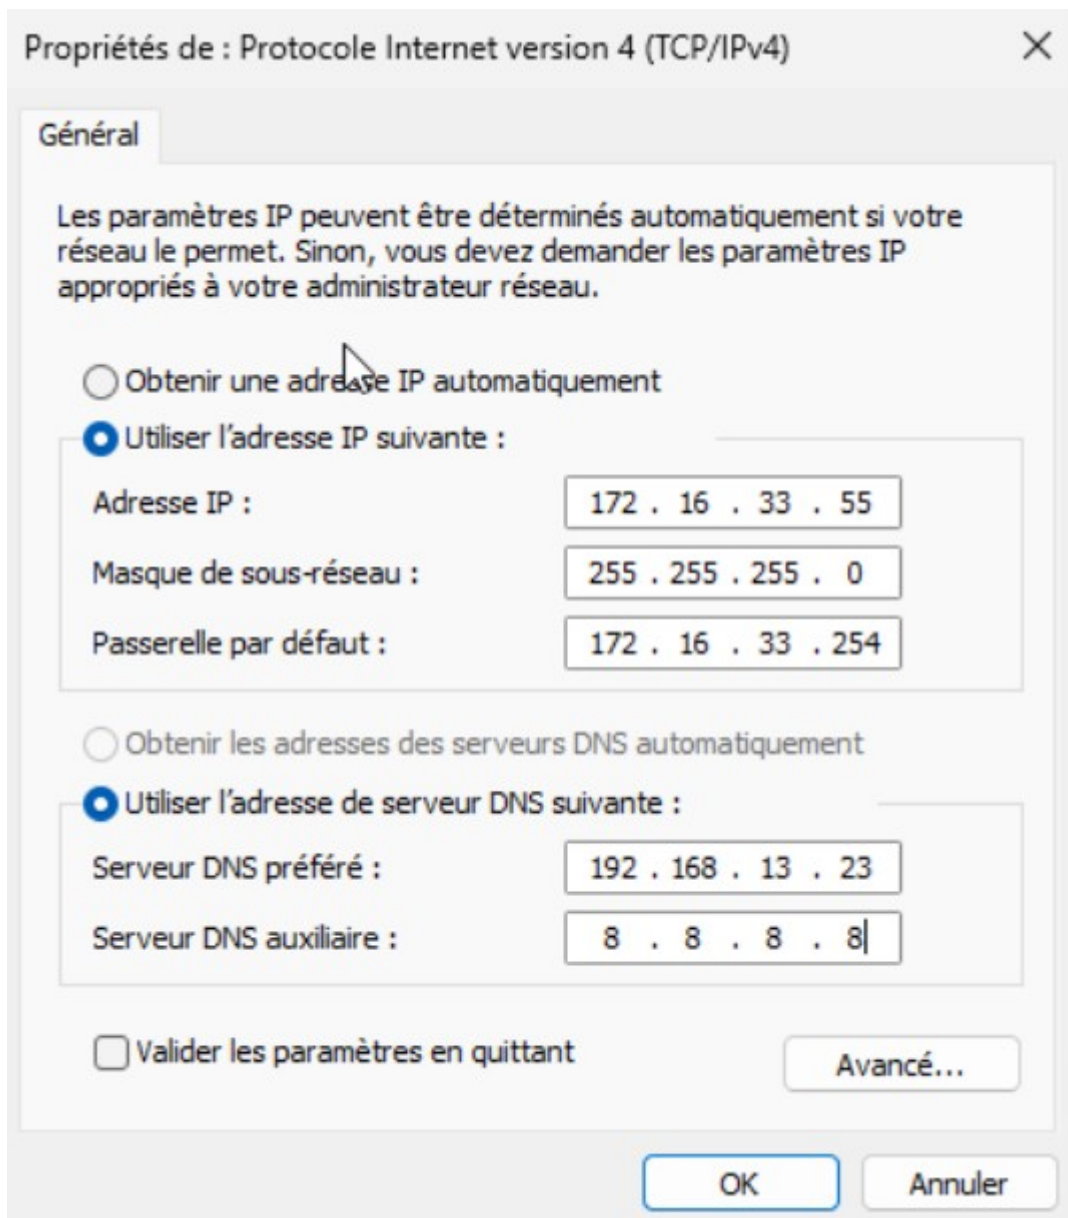 Propriétés de : Protocole Internet version 4 (TCP/IPv4)
Général
Les paramètres IP peuvent être déterminés automatiquement si votre
réseau le permet. Sinon, vous devez demander les paramètres IP
appropriés à votre administrateur réseau.
Obtenir une adresse IP automatiquement
Utiliser l'adresse IP suivante :
Adresse IP : 172 . 16 . 33 . 55
Masque de sous-réseau : 255 . 255 . 255 . 0
Passerelle par défaut : 172 . 16 . 33 . 254
Obtenir les adresses des serveurs DNS automatiquement
Utiliser l'adresse de serveur DNS suivante :
Serveur DNS préféré : 192 . 168 . 13 . 23
Serveur DNS auxiliaire : 8 . 8 . 8 . 8
Valider les paramètres en quittant
Avancé...
OK Annuler